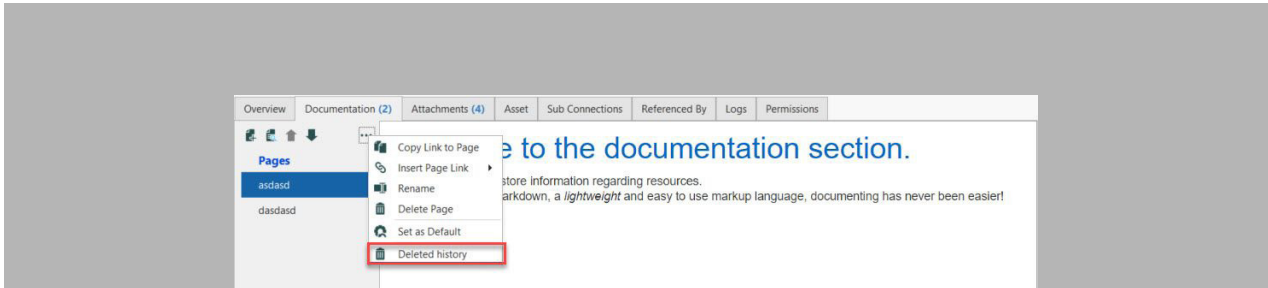 Overview Documentation (2) Attachments (4) Asset Sub Connections Referenced By Logs Permissions
Pages
asdasd
dasdasd
Copy Link to Page
Insert Page Link
Rename
Delete Page
Set as Default
Deleted history
e to the documentation section.
store information regarding resources.
arkdown, a lightweight and easy to use markup language, documenting has never been easier!